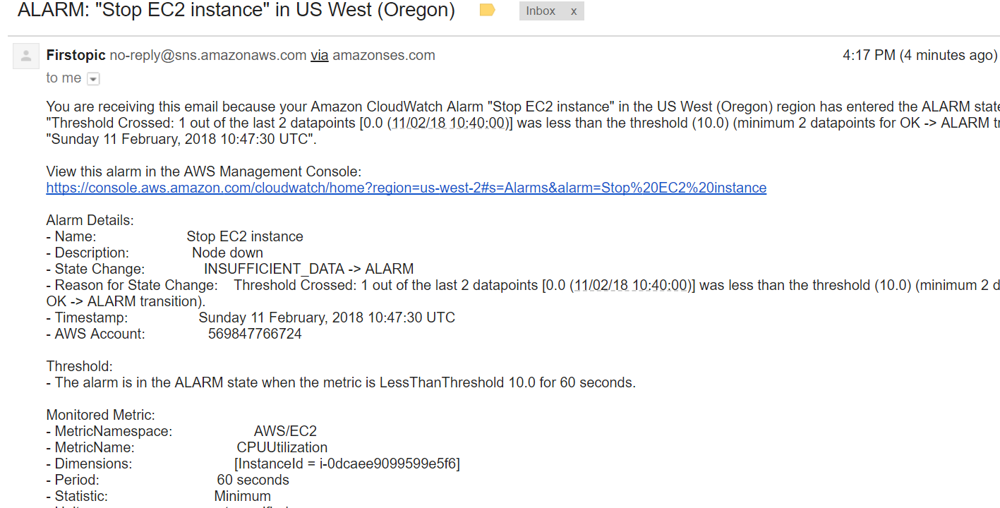 ALARM: "Stop EC2 instance" in US West (Oregon) Inbox x
Firstopic no-reply@sns.amazonaws.com via amazonses.com 4:17 PM (4 minutes ago)
to me
You are receiving this email because your Amazon CloudWatch Alarm "Stop EC2 instance" in the US West (Oregon) region has entered the ALARM state
"Threshold Crossed: 1 out of the last 2 datapoints [0.0 (11/02/18 10:40:00)] was less than the threshold (10.0) (minimum 2 datapoints for OK -> ALARM
"Sunday 11 February, 2018 10:47:30 UTC".
View this alarm in the AWS Management Console:
https://console.aws.amazon.com/cloudwatch/home?region=us-west-2#s=Alarms&alarm=Stop%20EC2%20instance
Alarm Details:
- Name: Stop EC2 instance
- Description: Node down
- State Change: INSUFFICIENT_DATA -> ALARM
- Reason for State Change: Threshold Crossed: 1 out of the last 2 datapoints [0.0 (11/02/18 10:40:00)] was less than the threshold (10.0) (minimum 2
OK -> ALARM transition).
- Timestamp: Sunday 11 February, 2018 10:47:30 UTC
- AWS Account: 569847766724
Threshold:
- The alarm is in the ALARM state when the metric is LessThanThreshold 10.0 for 60 seconds.
Monitored Metric:
- MetricNamespace: AWS/EC2
- MetricName: CPUUtilization
- Dimensions: [InstanceId = i-0dcaee9099599e5f6]
- Period: 60 seconds
- Statistic: Minimum